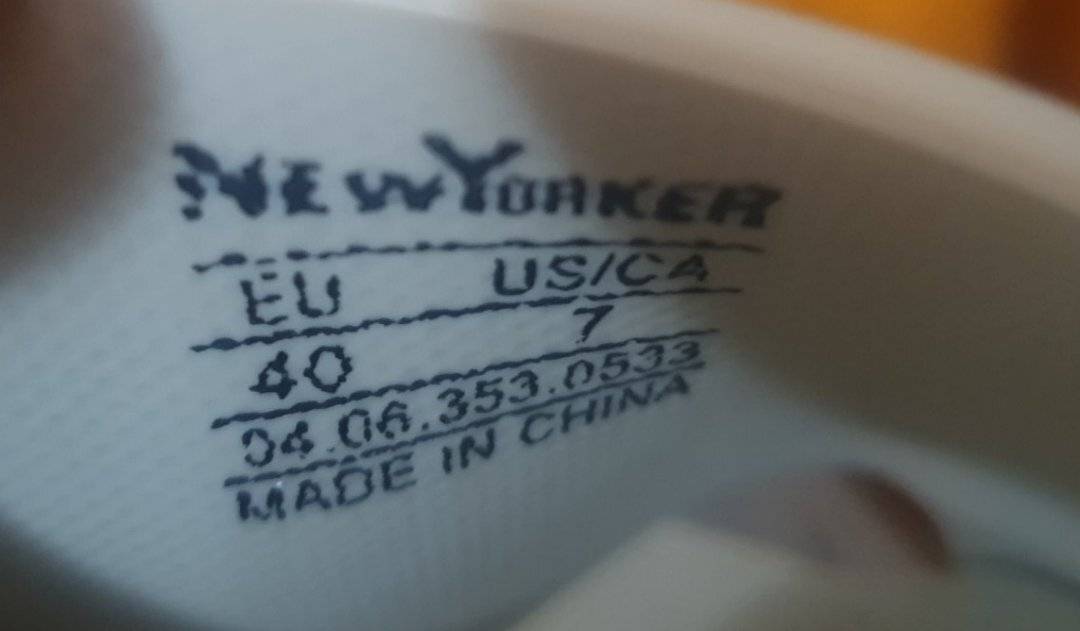 NEWYORKER
EU US/CA
40 7
04.06.353.0533
MADE IN CHINA